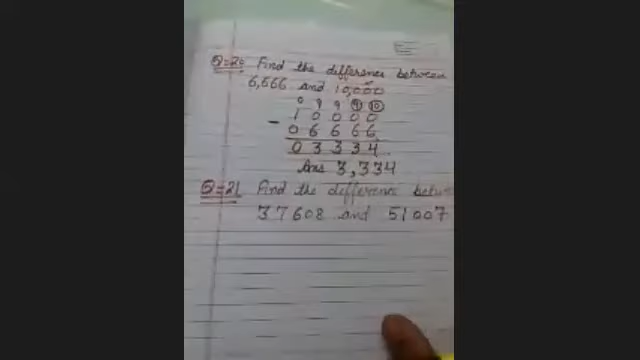 Q=20 Find the difference between
6,666 and 10,000
0 9 9 9 10
- 1 0 0 0 0
0 6 6 6 6
0 3 3 3 4
Ans 3,334
Q=21 Find the difference betw
37608 and 51007